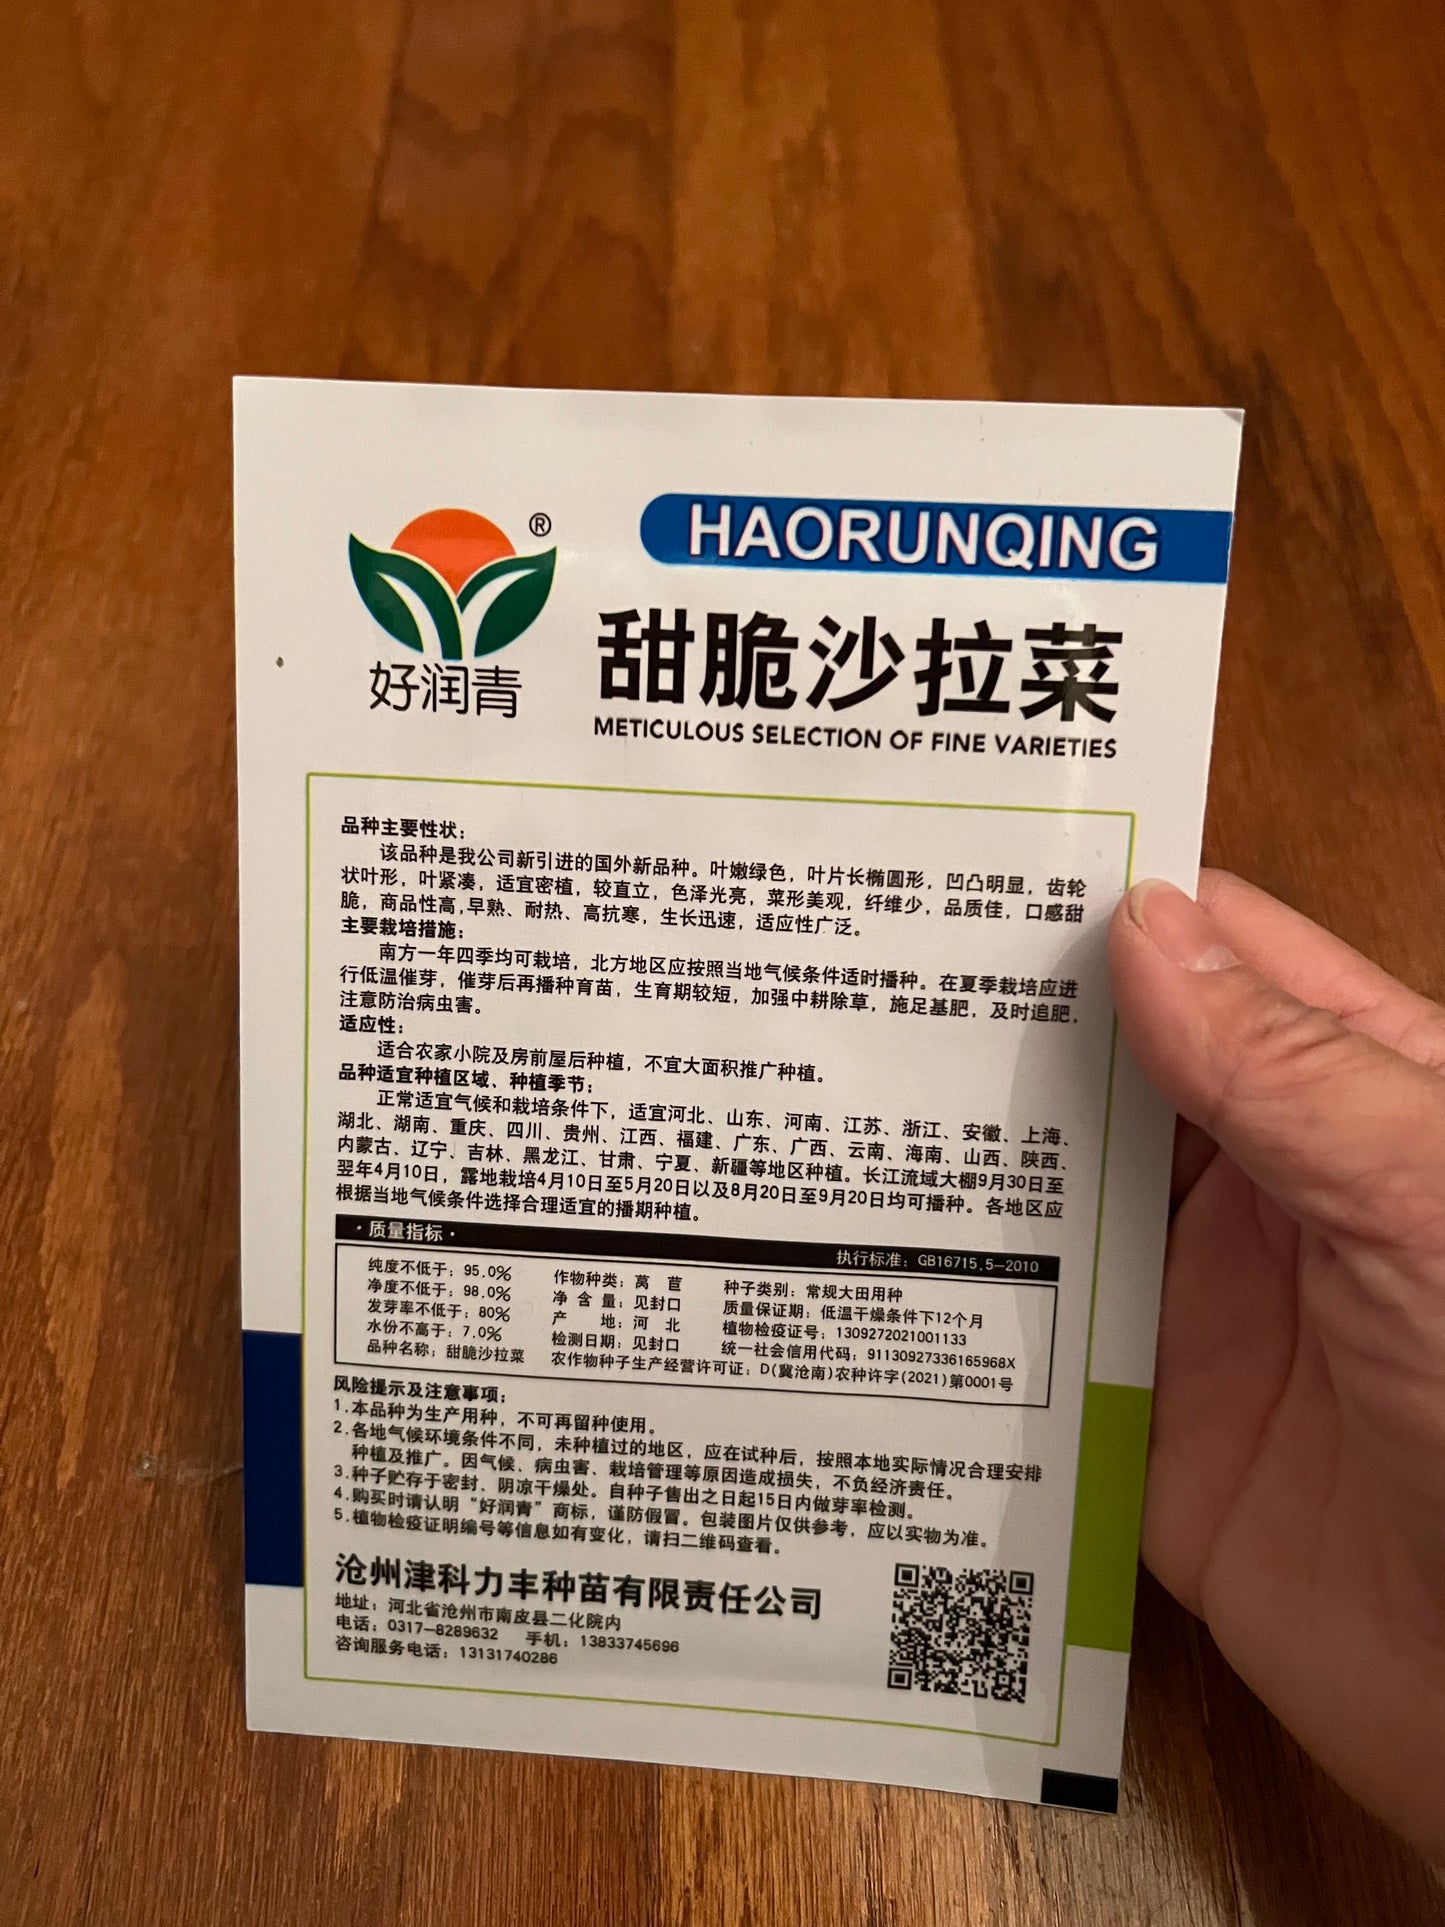 HAORUNQING
®
好润青
甜脆沙拉菜
METICULOUS SELECTION OF FINE VARIETIES
品种主要性状：
该品种是我公司新引进的国外新品种。叶嫩绿色，叶片长椭圆形，凹凸明显，齿轮
状叶形，叶紧凑，适宜密植，较直立，色泽光亮，菜形美观，纤维少，品质佳，口感甜
脆，商品性高，早熟、耐热、高抗寒，生长迅速，适应性广泛。
主要栽培措施：
南方一年四季均可栽培，北方地区应按照当地气候条件适时播种。在夏季栽培应进
行低温催芽，催芽后再播种育苗，生育期较短，加强中耕除草，施足基肥，及时追肥，
注意防治病虫害。
适应性：
适合农家小院及房前屋后种植，不宜大面积推广种植。
品种适宜种植区域、种植季节：
正常适宜气候和栽培条件下，适宜河北、山东、河南、江苏、浙江、安徽、上海、
湖北、湖南、重庆、四川、贵州、江西、福建、广东、广西、云南、海南、山西、陕西、
内蒙古、辽宁、吉林、黑龙江、甘肃、宁夏、新疆等地区种植。长江流域大棚9月30日至
翌年4月10日，露地栽培4月10日至5月20日以及8月20日至9月20日均可播种。各地区应
根据当地气候条件选择合理适宜的播期种植。
·质量指标· 执行标准：GB16715.5-2010
纯度不低于：95.0% 作物种类：莴 苣 种子类别：常规大田用种
净度不低于：98.0% 净 含 量：见封口 质量保证期：低温干燥条件下12个月
发芽率不低于：80% 产 地：河 北 植物检疫证号：1309272021001133
水份不高于：7.0% 检测日期：见封口 统一社会信用代码：91130927336165968X
品种名称：甜脆沙拉菜 农作物种子生产经营许可证：D(冀沧南)农种许字(2021)第0001号
风险提示及注意事项：
1.本品种为生产用种，不可再留种使用。
2.各地气候环境条件不同，未种植过的地区，应在试种后，按照本地实际情况合理安排
种植及推广。因气候、病虫害、栽培管理等原因造成损失，不负经济责任。
3.种子贮存于密封、阴凉干燥处。自种子售出之日起15日内做芽率检测。
4.购买时请认明“好润青”商标，谨防假冒。包装图片仅供参考，应以实物为准。
5.植物检疫证明编号等信息如有变化，请扫二维码查看。
沧州津科力丰种苗有限责任公司
地址：河北省沧州市南皮县二化院内
电话：0317-8289632 手机：13833745696
咨询服务电话：13131740286